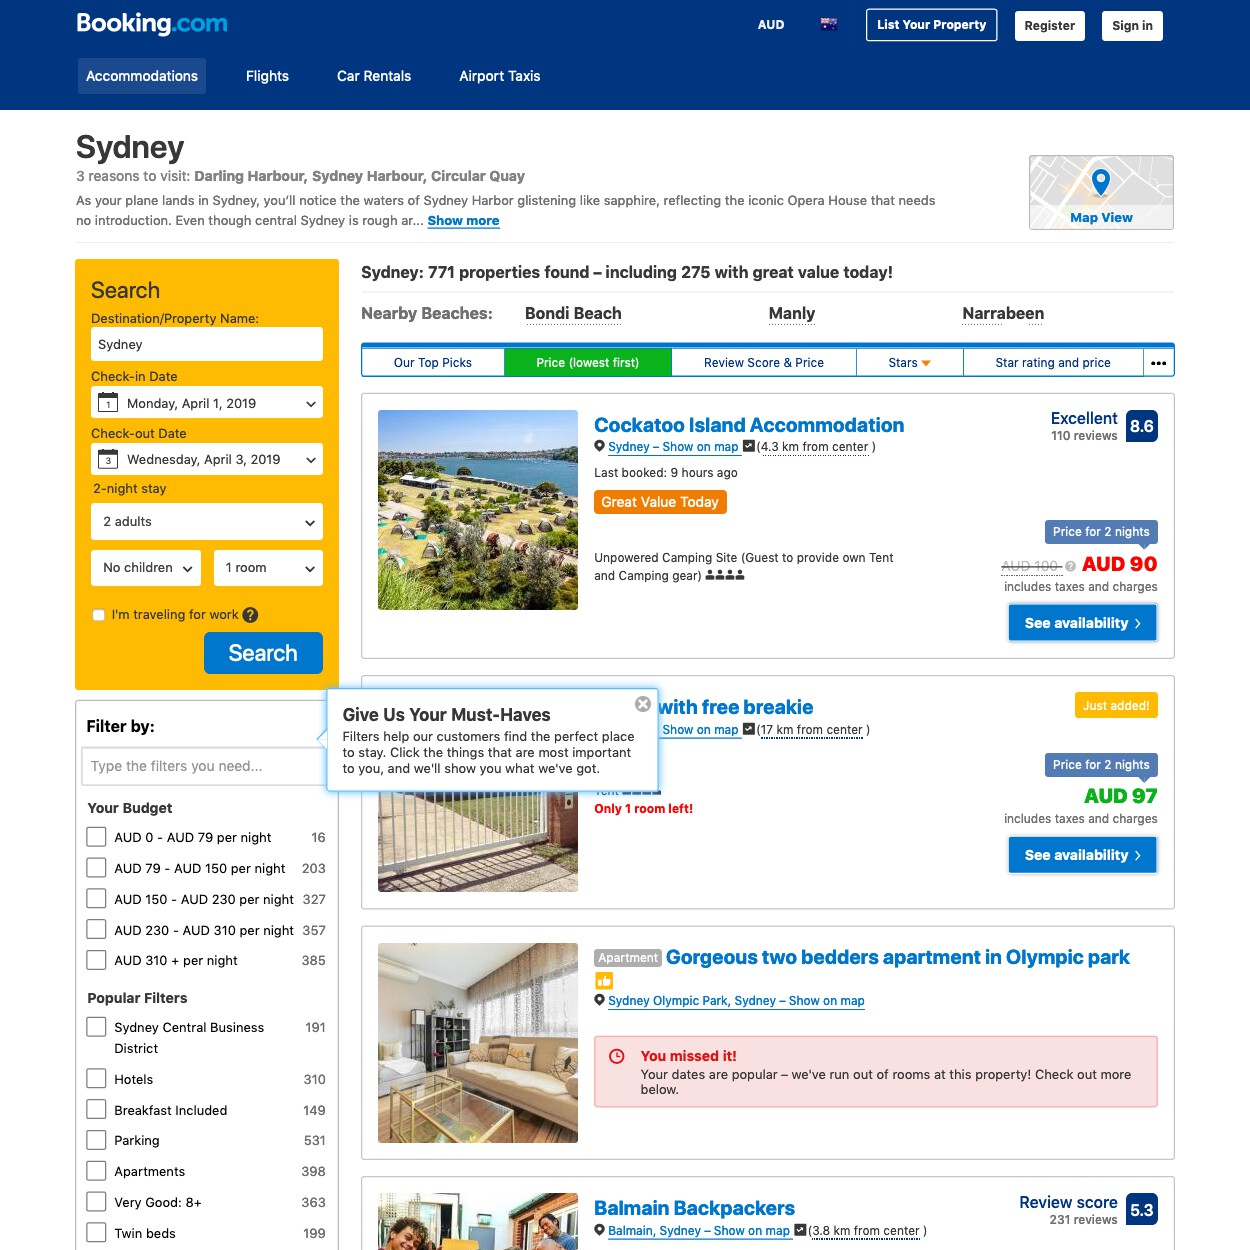 Booking.com
AUD
List Your Property
Register
Sign in
Accommodations
Flights
Car Rentals
Airport Taxis
Sydney
3 reasons to visit: Darling Harbour, Sydney Harbour, Circular Quay
As your plane lands in Sydney, you’ll notice the waters of Sydney Harbor glistening like sapphire, reflecting the iconic Opera House that needs
no introduction. Even though central Sydney is rough ar... Show more
Map View
Search
Destination/Property Name:
Sydney
Check-in Date
1 Monday, April 1, 2019
Check-out Date
3 Wednesday, April 3, 2019
2-night stay
2 adults
No children
1 room
I'm traveling for work ?
Search
Filter by:
Type the filters you need...
Your Budget
AUD 0 - AUD 79 per night 16
AUD 79 - AUD 150 per night 203
AUD 150 - AUD 230 per night 327
AUD 230 - AUD 310 per night 357
AUD 310 + per night 385
Popular Filters
Sydney Central Business 191
District
Hotels 310
Breakfast Included 149
Parking 531
Apartments 398
Very Good: 8+ 363
Twin beds 199
Give Us Your Must-Haves
Filters help our customers find the perfect place
to stay. Click the things that are most important
to you, and we'll show you what we've got.
Sydney: 771 properties found – including 275 with great value today!
Nearby Beaches: Bondi Beach Manly Narrabeen
Our Top Picks
Price (lowest first)
Review Score & Price
Stars
Star rating and price
•••
Cockatoo Island Accommodation
Sydney – Show on map (4.3 km from center )
Last booked: 9 hours ago
Great Value Today
Unpowered Camping Site (Guest to provide own Tent
and Camping gear)
Excellent
110 reviews
8.6
Price for 2 nights
AUD 100 ? AUD 90
includes taxes and charges
See availability
with free breakie
Show on map (17 km from center )
Only 1 room left!
Just added!
Price for 2 nights
AUD 97
includes taxes and charges
See availability
Apartment Gorgeous two bedders apartment in Olympic park
Sydney Olympic Park, Sydney – Show on map
You missed it!
Your dates are popular – we've run out of rooms at this property! Check out more
below.
Balmain Backpackers
Balmain, Sydney – Show on map (3.8 km from center )
Review score
231 reviews
5.3